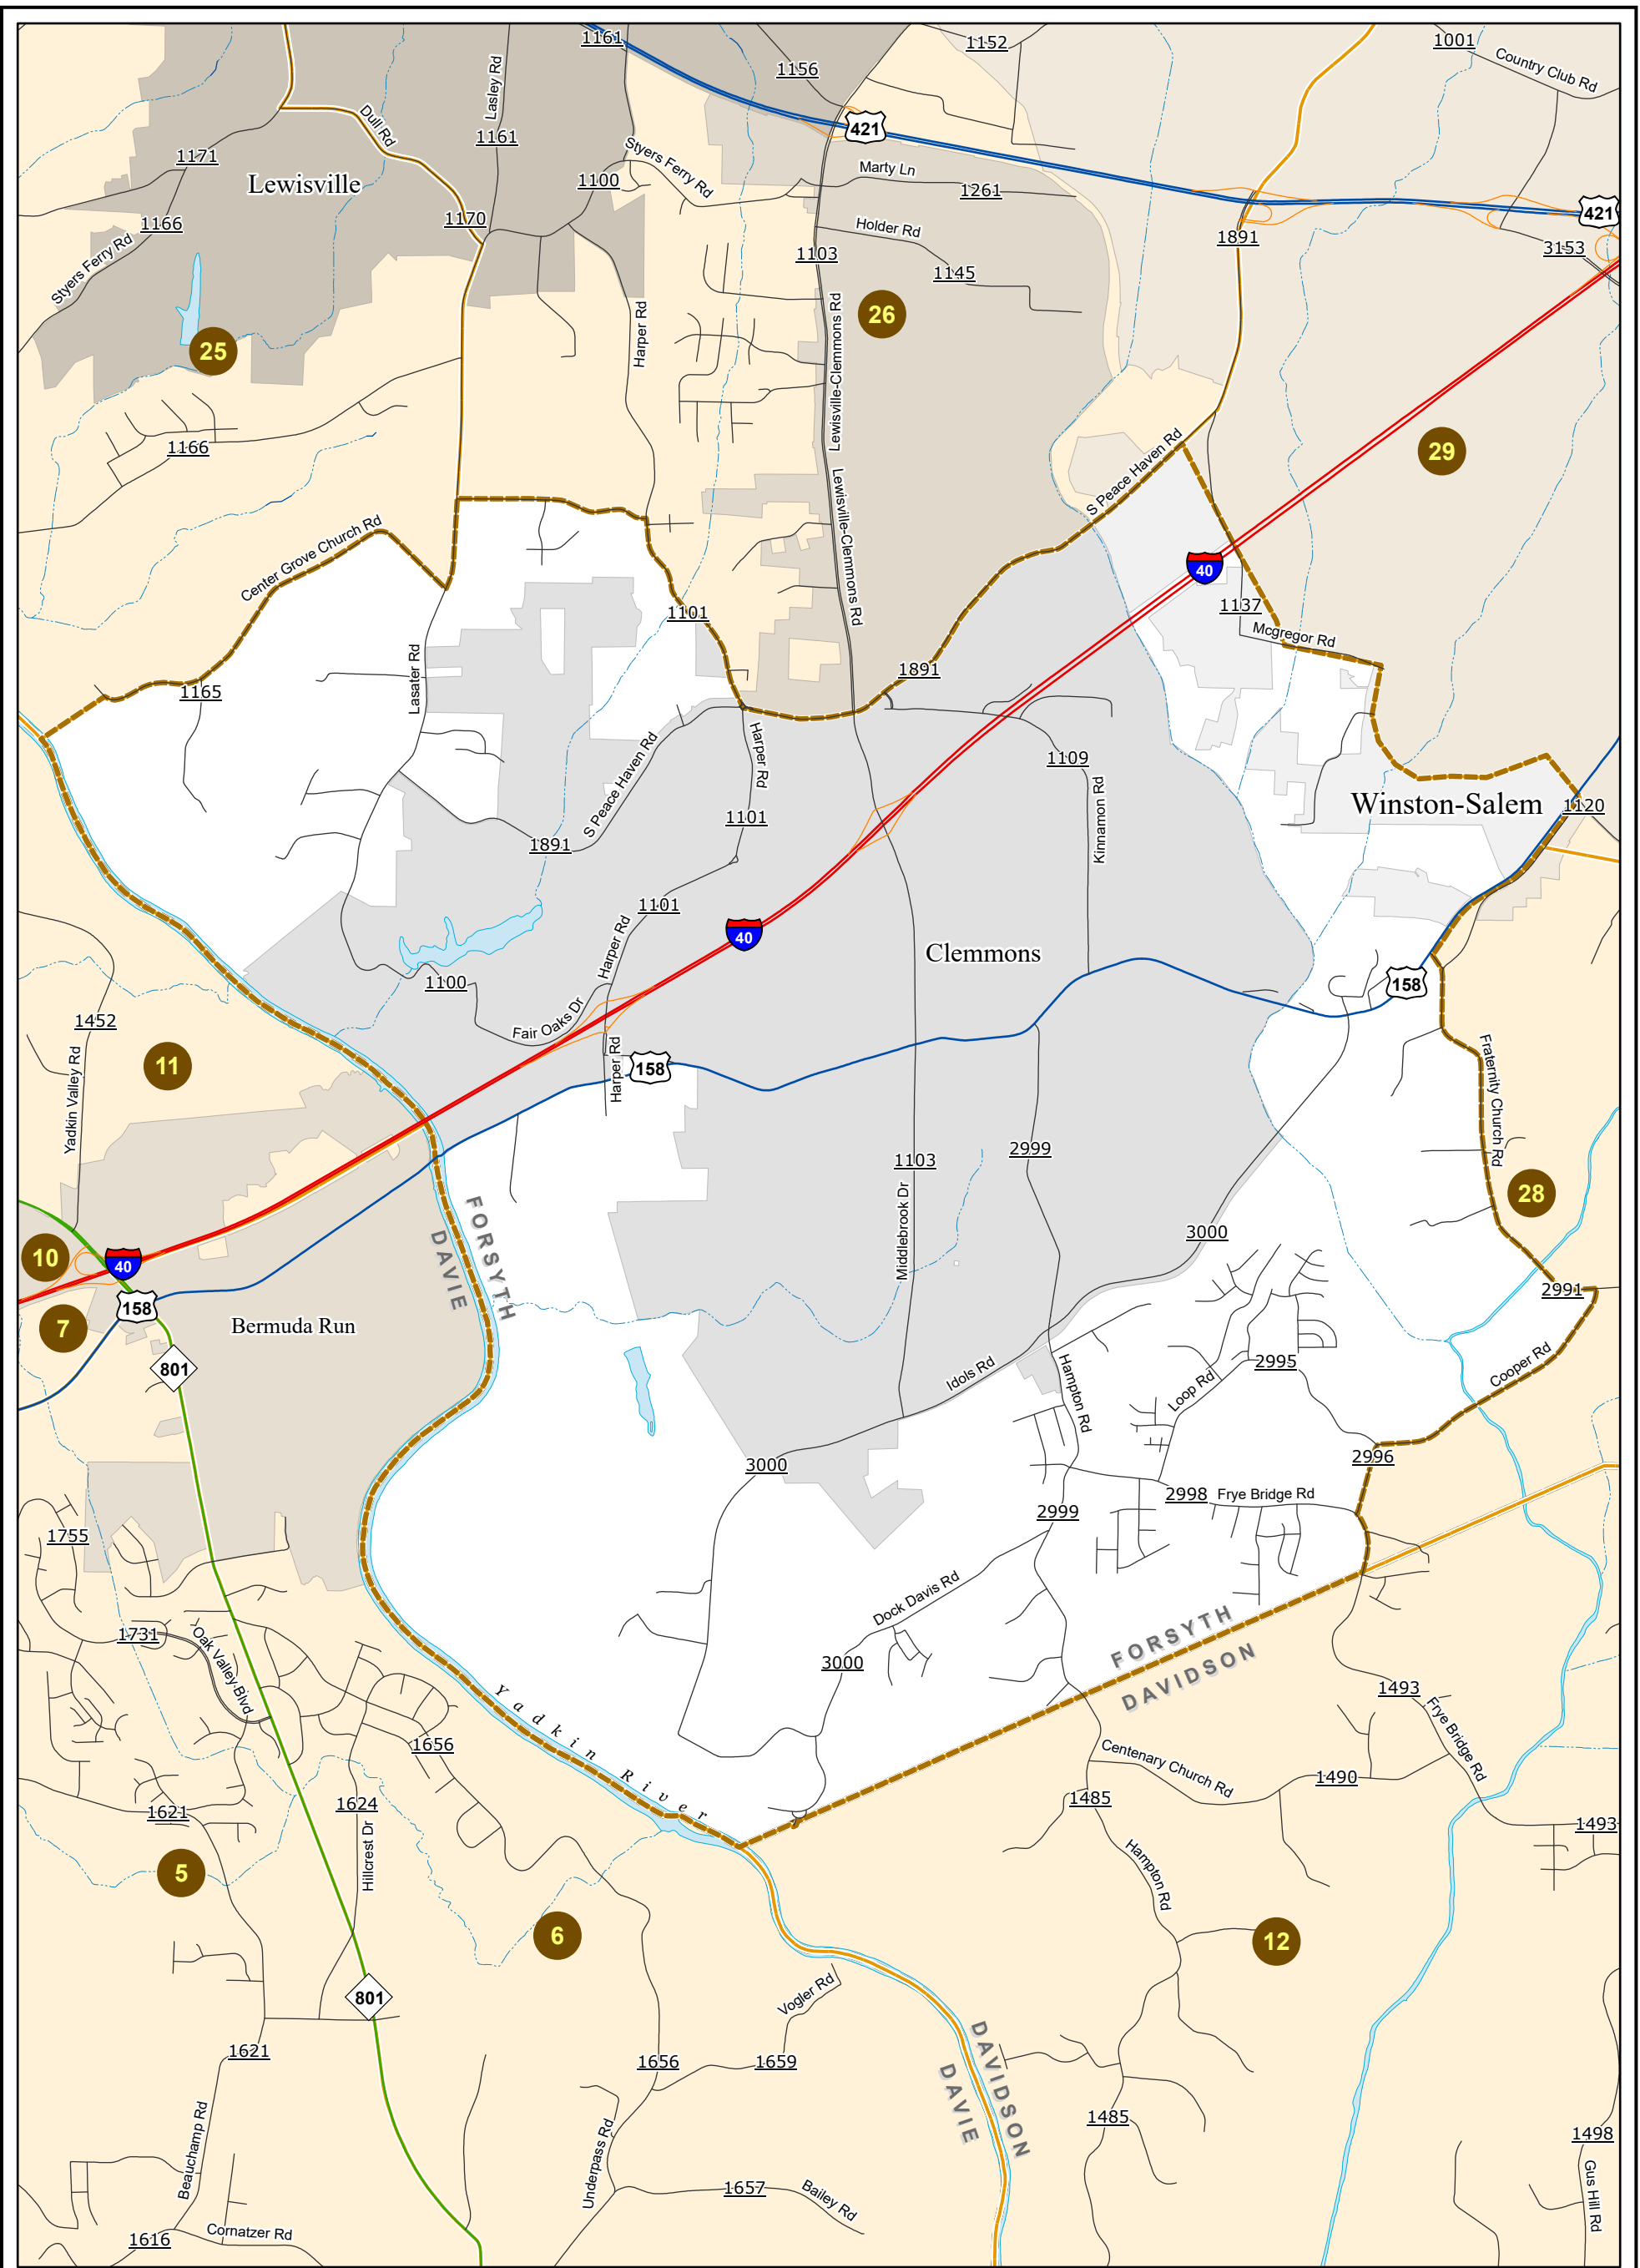 1161
1152
1001
Country Club Rd
Lasley Rd
1156
421
Dull Rd
1161
Styers Ferry Rd
1171
Lewisville
1100
Marty Ln
1261
421
1166
1170
Holder Rd
1891
3153
Styers Ferry Rd
1103
1145
26
Harper Rd
Lewisville-Clemmons Rd
25
1166
S Peace Haven Rd
29
Center Grove Church Rd
Lewisville-Clemmons Rd
40
1101
1137
Mcgregor Rd
1165
Lasater Rd
1891
Harper Rd
S Peace Haven Rd
1109
Winston-Salem
1120
1891
1101
Kinnamon Rd
1101
40
Harper Rd
Clemmons
1100
158
Fair Oaks Dr
1452
11
Yadkin Valley Rd
Harper Rd
158
Fraternity Church Rd
1103
2999
28
Middlebrook Dr
3000
FORSYTH
DAVIE
10
40
158
2991
7
Bermuda Run
801
Idols Rd
Hampton Rd
2995
Loop Rd
Cooper Rd
3000
2996
2998
Frye Bridge Rd
2999
1755
Dock Davis Rd
1731
Oak Valley Blvd
FORSYTH
DAVIDSON
3000
1493
Yadkin River
Frye Bridge Rd
1656
Centenary Church Rd
1490
1624
1485
1621
1493
Hillcrest Dr
Hampton Rd
5
6
12
801
Vogler Rd
1621
1656
1659
DAVIDSON
DAVIE
1485
Beauchamp Rd
Underpass Rd
1498
1657
Bailey Rd
Gus Hill Rd
1616
Cornatzer Rd